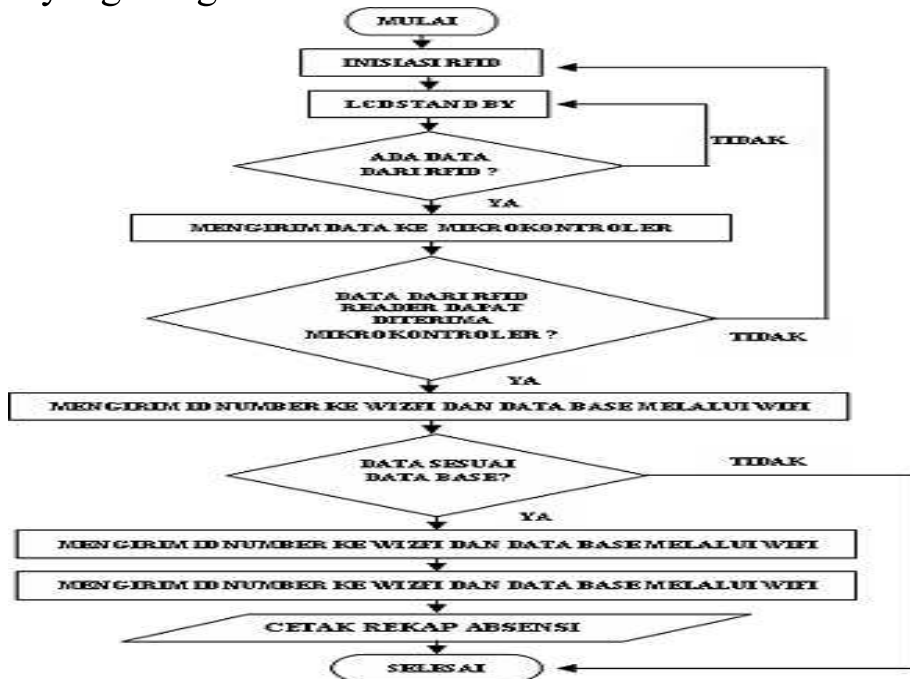 MULAI
INISIASI RFID
LCD STAND BY
TIDAK
ADA DATA
DARI RFID ?
YA
MENGIRIM DATA KE MIKROKONTROLER
DATA DARI RFID
READER DAPAT
DITERIMA
MIKROKONTROLER ?
TIDAK
YA
MENGIRIM ID NUMBER KE WIZFI DAN DATA BASE MELALUI WIFI
DATA SESUAI
DATA BASE?
TIDAK
YA
MENGIRIM ID NUMBER KE WIZFI DAN DATA BASE MELALUI WIFI
MENGIRIM ID NUMBER KE WIZFI DAN DATA BASE MELALUI WIFI
CETAK REKAP ABSENSI
SELESAI